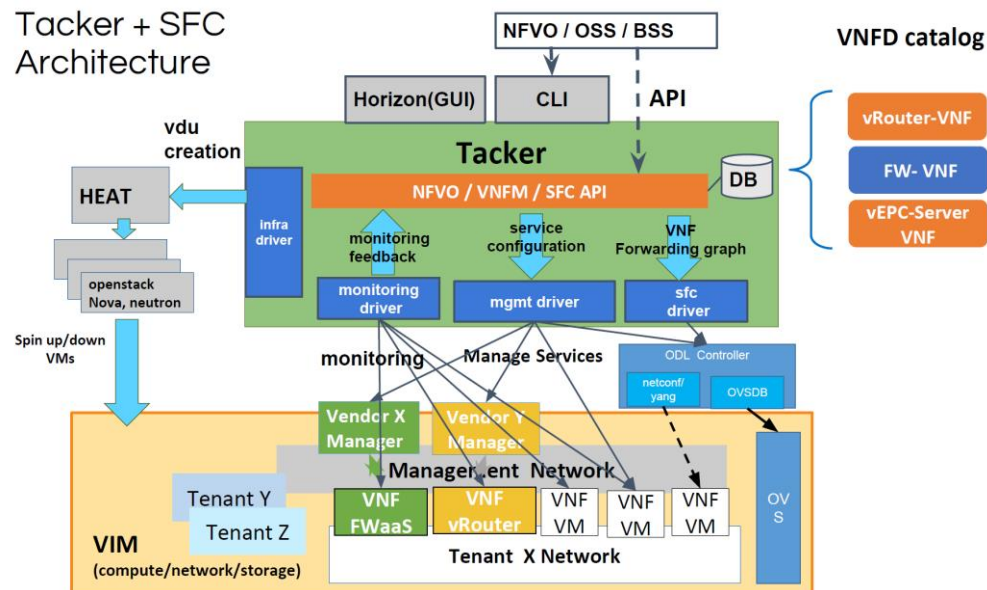 Tacker + SFC
Architecture
NFVO / OSS / BSS
VNFD catalog
Horizon(GUI)
CLI
API
vRouter-VNF
FW- VNF
vEPC-Server
VNF
vdu
creation
Tacker
DB
HEAT
NFVO / VNFM / SFC API
infra
driver
monitoring
feedback
service
configuration
VNF
Forwarding graph
openstack
Nova, neutron
monitoring
driver
mgmt driver
sfc
driver
Spin up/down
VMs
monitoring
Manage Services
ODL Controller
netconf/
yang
OVSDB
Vendor X
Manager
Vendor Y
Manager
Management Network
Tenant Y
Tenant Z
VNF
FWaaS
VNF
vRouter
VNF
VM
VNF
VM
VNF
VM
OV
S
VIM
(compute/network/storage)
Tenant X Network